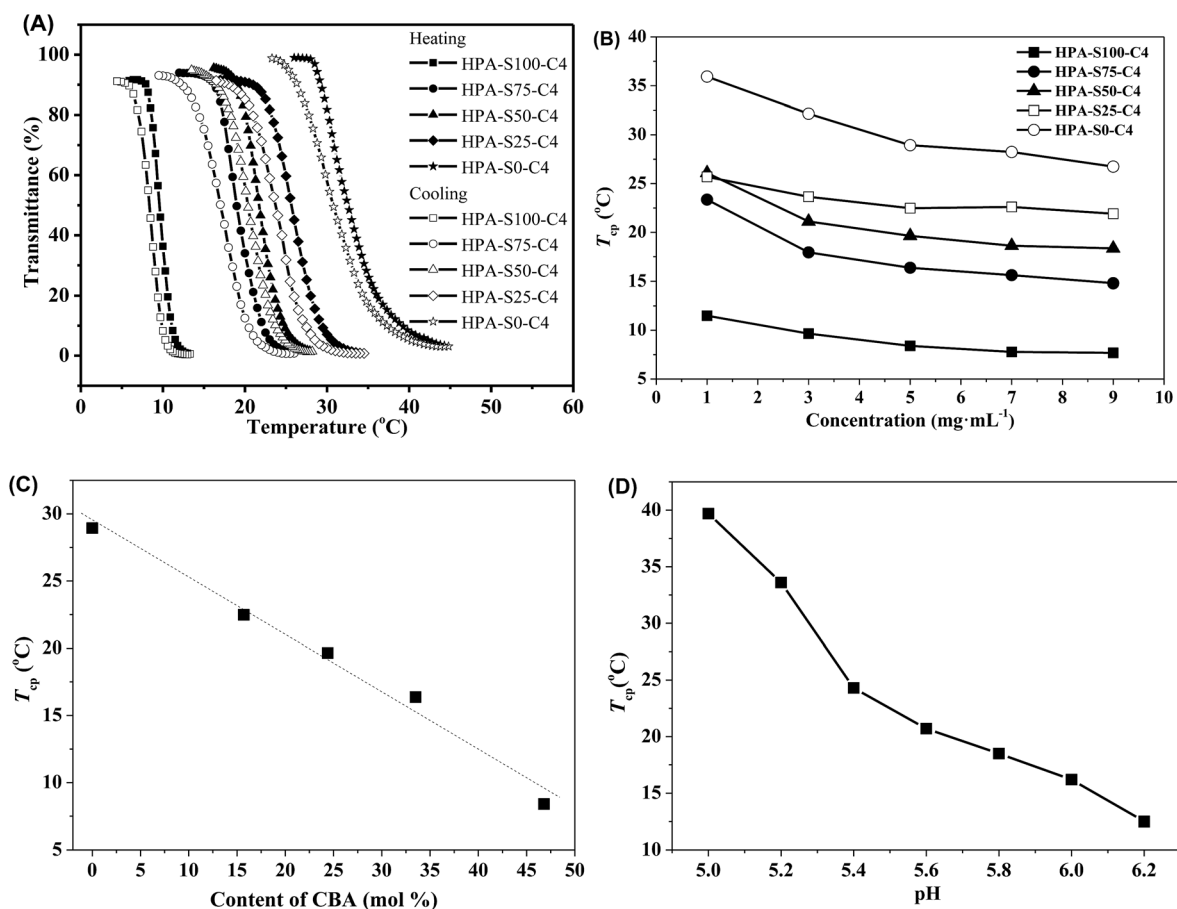 (A)
100
80
60
40
20
0
Transmittance (%)
Heating
HPA-S100-C4
HPA-S75-C4
HPA-S50-C4
HPA-S25-C4
HPA-S0-C4
Cooling
HPA-S100-C4
HPA-S75-C4
HPA-S50-C4
HPA-S25-C4
HPA-S0-C4
0 10 20 30 40 50 60
Temperature (°C)
(B)
40
35
30
25
20
15
10
5
Tcp (°C)
HPA-S100-C4
HPA-S75-C4
HPA-S50-C4
HPA-S25-C4
HPA-S0-C4
0 1 2 3 4 5 6 7 8 9 10
Concentration (mg·mL⁻¹)
(C)
30
25
20
15
10
5
Tcp (°C)
0 5 10 15 20 25 30 35 40 45 50
Content of CBA (mol %)
(D)
40
35
30
25
20
15
10
Tcp(°C)
5.0 5.2 5.4 5.6 5.8 6.0 6.2
pH